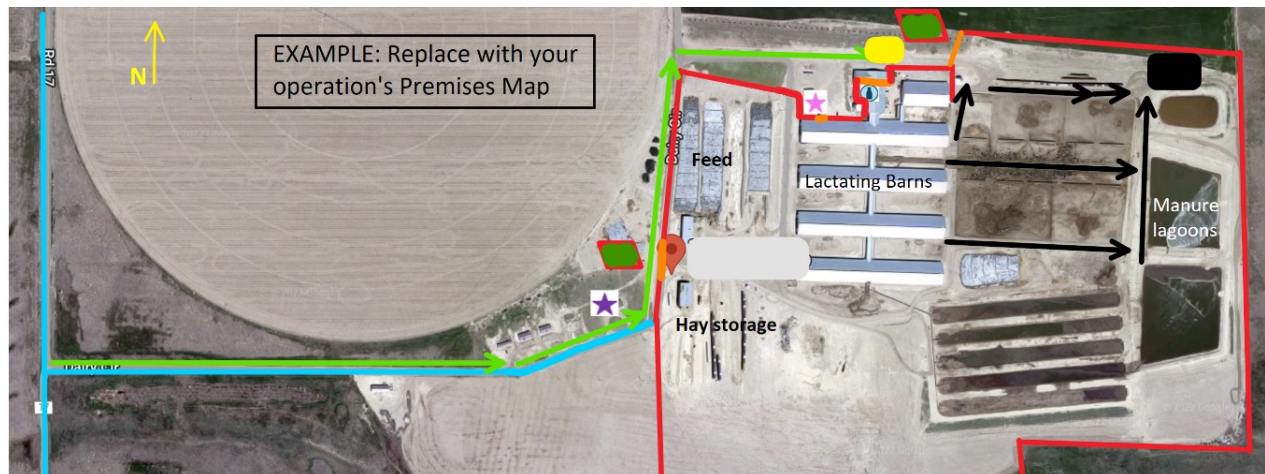 EXAMPLE: Replace with your
operation's Premises Map
N
Rd 17
Feed
Lactating Barns
Manure
lagoons
Hay storage